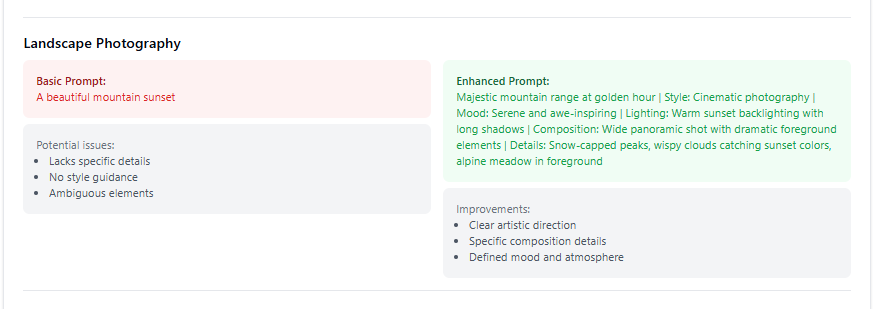 Landscape Photography
Basic Prompt:
A beautiful mountain sunset
Potential issues:
Lacks specific details
No style guidance
Ambiguous elements
Enhanced Prompt:
Majestic mountain range at golden hour | Style: Cinematic photography |
Mood: Serene and awe-inspiring | Lighting: Warm sunset backlighting with
long shadows | Composition: Wide panoramic shot with dramatic foreground
elements | Details: Snow-capped peaks, wispy clouds catching sunset colors,
alpine meadow in foreground
Improvements:
Clear artistic direction
Specific composition details
Defined mood and atmosphere